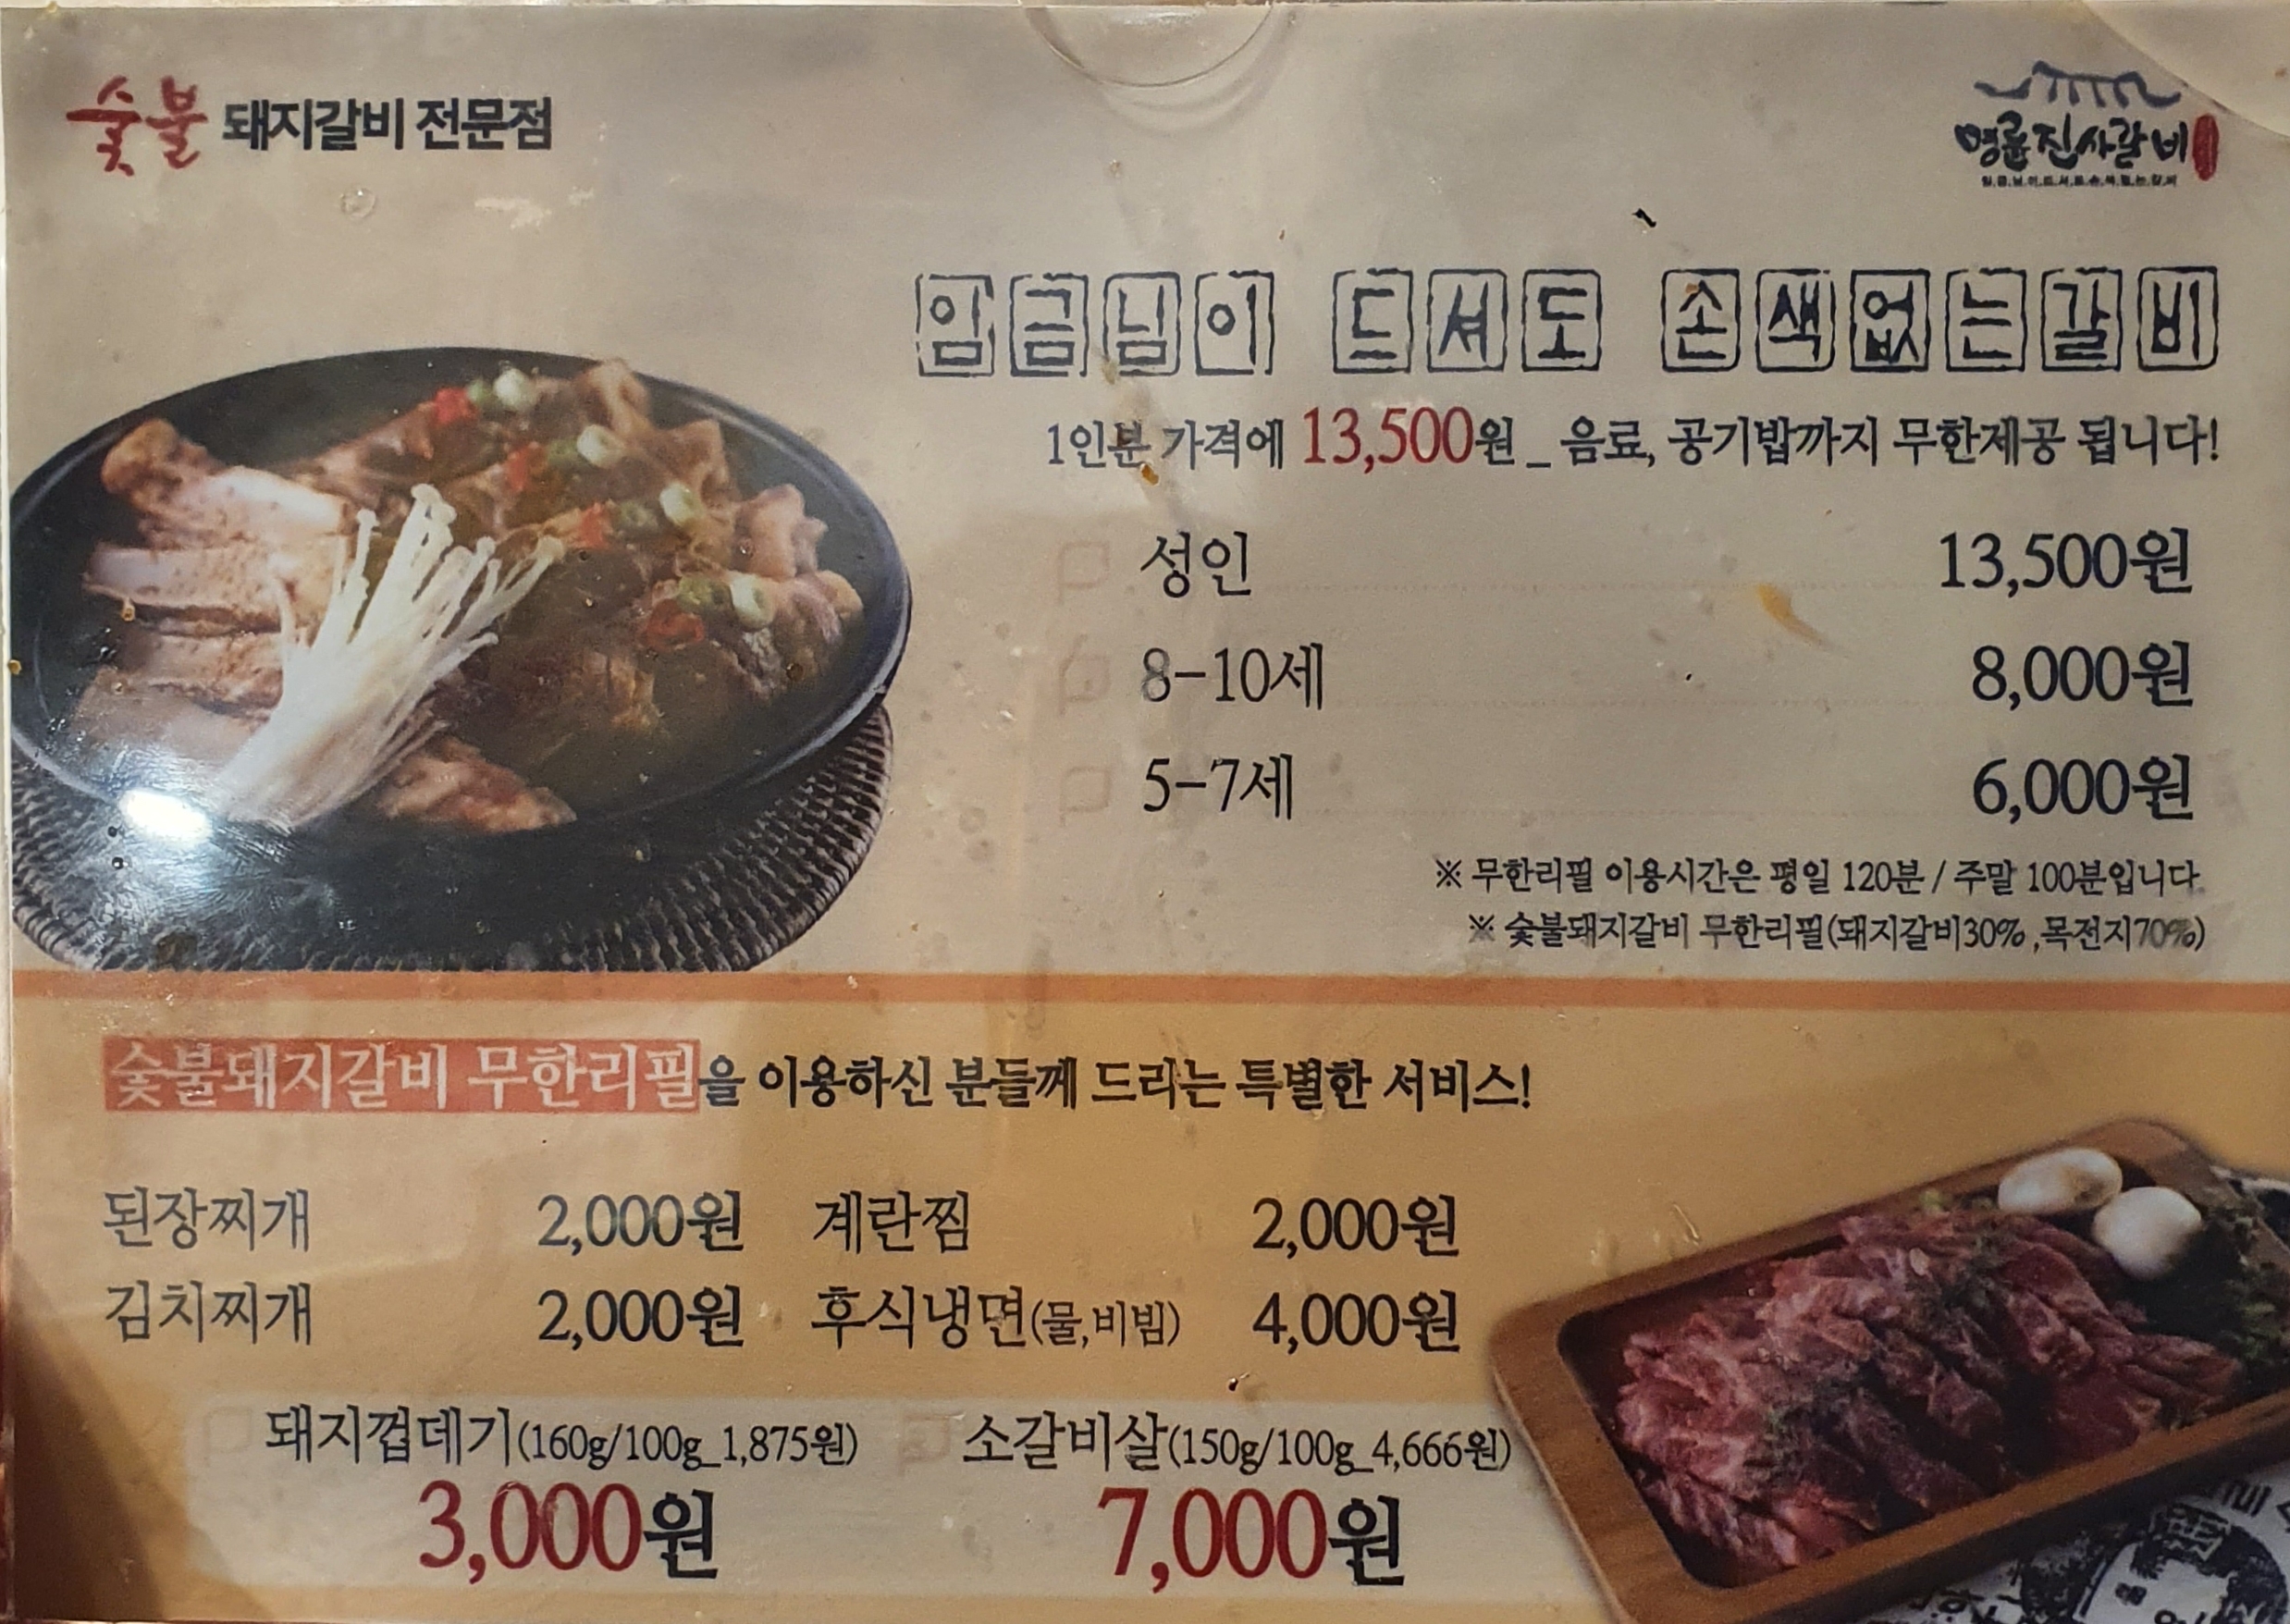 숯불 돼지갈비 전문점
명륜진사갈비
임금님이 드셔도 손색없는갈비
1인분 가격에 13,500원_ 음료, 공기밥까지 무한제공 됩니다!
성인 13,500원
8-10세 8,000원
5-7세 6,000원
※ 무한리필 이용시간은 평일 120분 / 주말 100분입니다.
※ 숯불돼지갈비 무한리필(돼지갈비30% ,목전지70%)
숯불돼지갈비 무한리필을 이용하신 분들께 드리는 특별한 서비스!
된장찌개 2,000원 계란찜 2,000원
김치찌개 2,000원 후식냉면(물,비빔) 4,000원
돼지껍데기(160g/100g_1,875원) 소갈비살(150g/100g_4,666원)
3,000원 7,000원